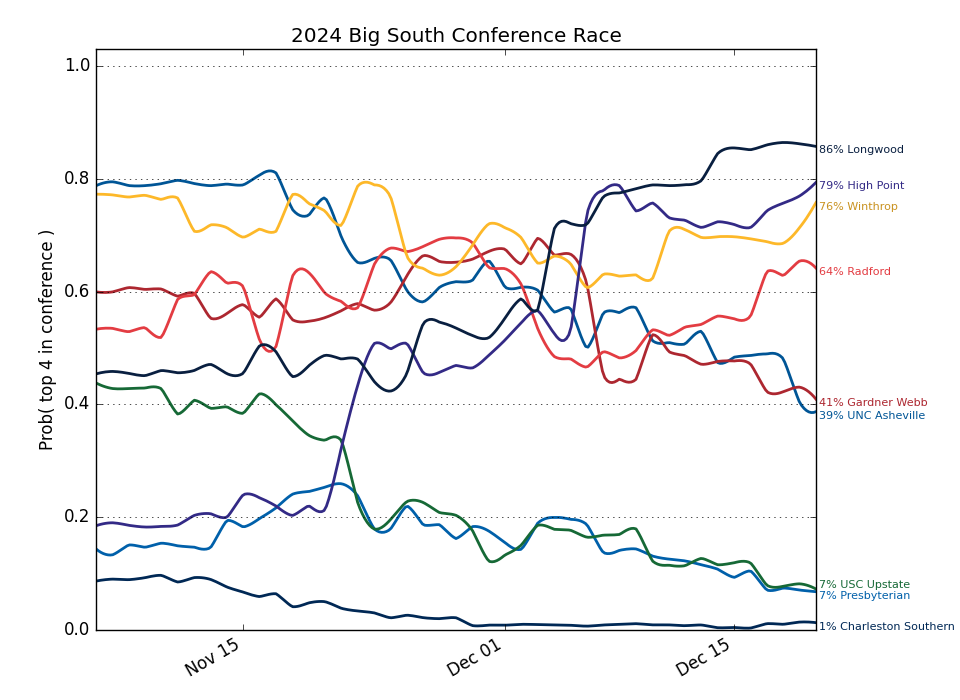 2024 Big South Conference Race
Prob( top 4 in conference )
1.0
0.8
0.6
0.4
0.2
0.0
Nov 15
Dec 01
Dec 15
86% Longwood
79% High Point
76% Winthrop
64% Radford
41% Gardner Webb
39% UNC Asheville
7% USC Upstate
7% Presbyterian
1% Charleston Southern